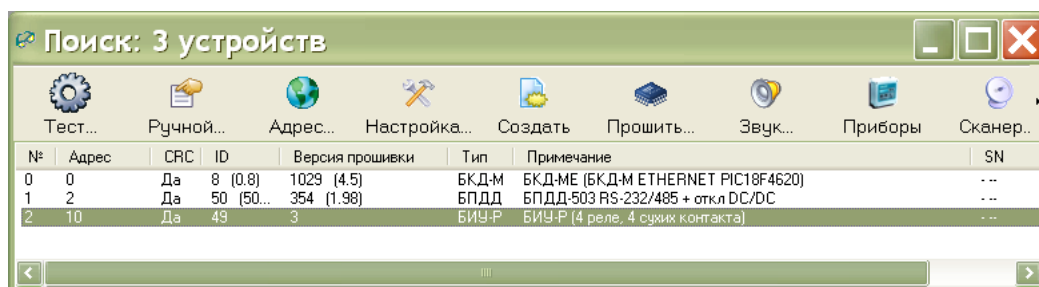 Поиск: 3 устройств
Тест... Ручной... Адрес... Настройка... Создать Прошить... Звук... Приборы Сканер..
№ Адрес CRC ID Версия прошивки Тип Примечание SN
0 0 Да 8 (0.8) 1029 (4.5) БКД-М БКД-МЕ (БКД-М ETHERNET PIC18F4620) - --
1 2 Да 50 (50... 354 (1.98) БПДД БПДД-503 RS-232/485 + откл DC/DC - --
2 10 Да 49 3 БИУ-Р БИУ-Р (4 реле, 4 сухих контакта) - --